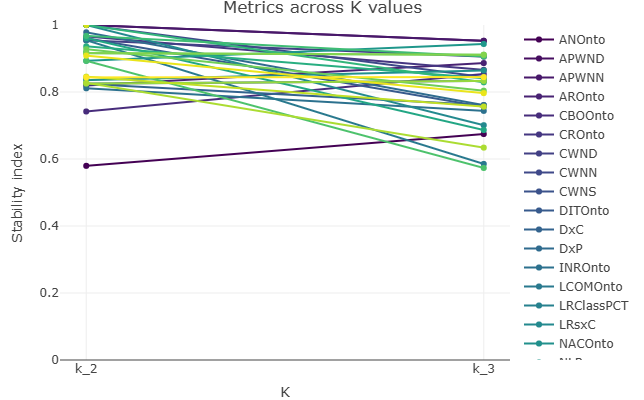 Metrics across K values
1
0.8
0.6
0.4
0.2
0
Stability index
k_2
k_3
K
ANOnto
APWND
APWNN
AROnto
CBOOnto
CROnto
CWND
CWNN
CWNS
DITOnto
DxC
DxP
INROnto
LCOMOnto
LRClassPCT
LRsxC
NACOnto